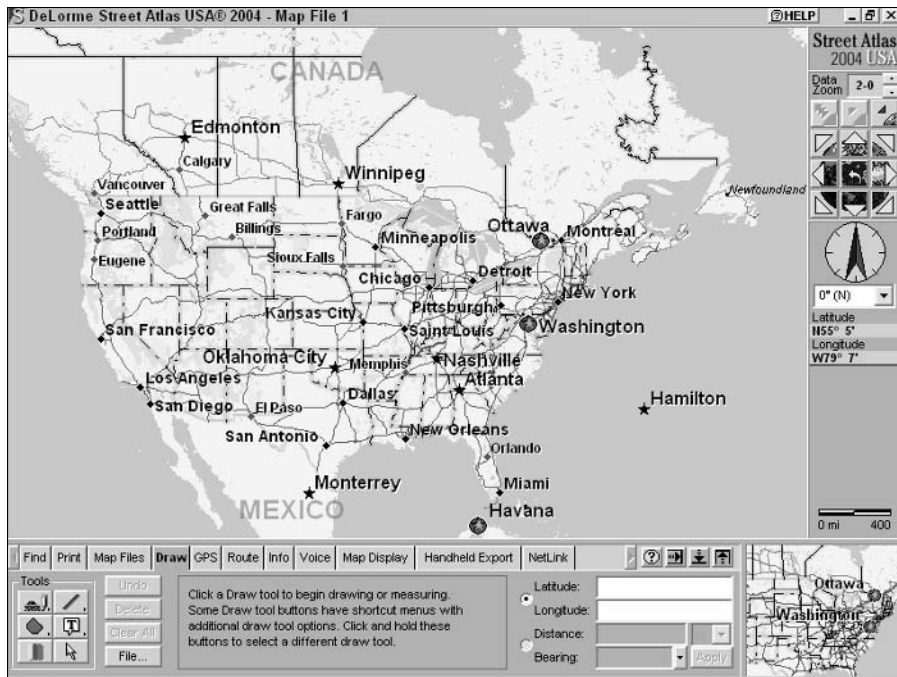 DeLorme Street Atlas USA® 2004 - Map File 1
HELP
CANADA
Edmonton
Calgary
Winnipeg
Vancouver
Seattle
Great Falls
Fargo
Newfoundland
Portland
Billings
Ottawa
Montréal
Minneapolis
Eugene
Sioux Falls
Chicago
Detroit
New York
Kansas City
Pittsburgh
San Francisco
Saint Louis
Washington
Oklahoma City
Memphis
Nashville
Los Angeles
Atlanta
Dallas
Hamilton
San Diego
El Paso
New Orleans
San Antonio
Orlando
Monterrey
Miami
MEXICO
Havana
Street Atlas
2004 USA
Data
Zoom
2-0
0° (N)
Latitude
N55° 5'
Longitude
W79° 7'
0 mi 400
Find Print Map Files Draw GPS Route Info Voice Map Display Handheld Export NetLink
Tools
Undo
Delete
Clear All
File...
Click a Draw tool to begin drawing or measuring.
Some Draw tool buttons have shortcut menus with
additional draw tool options. Click and hold these
buttons to select a different draw tool.
Latitude:
Longitude:
Distance:
Bearing:
Apply
Ottawa
Washington